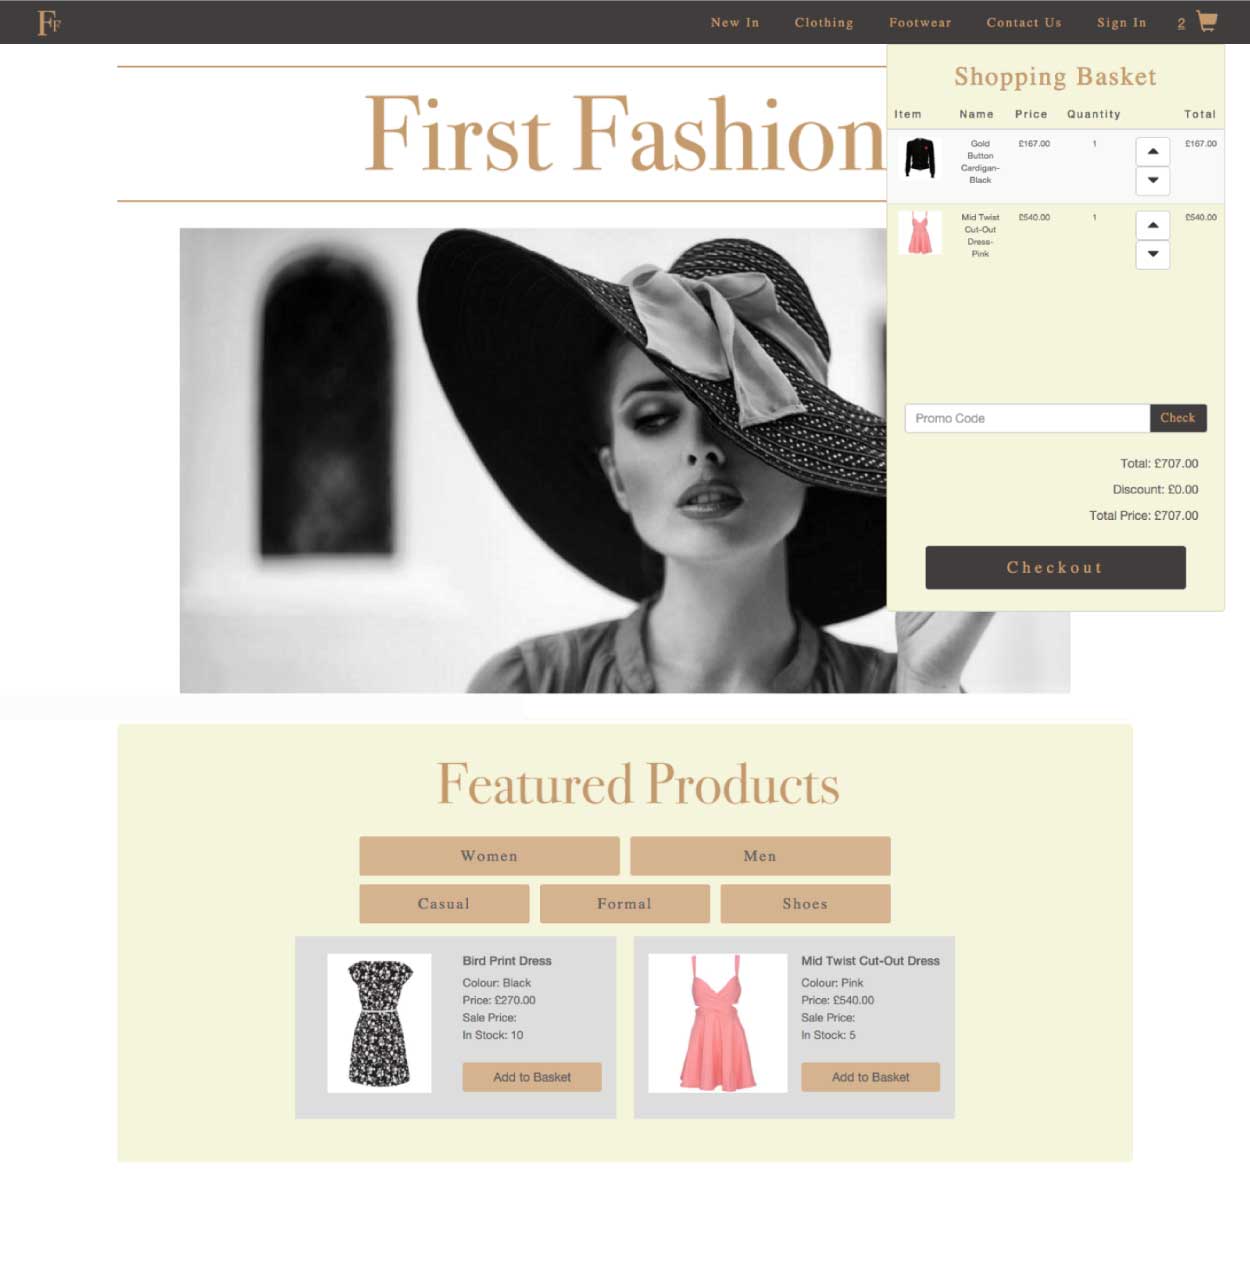 FF
New In Clothing Footwear Contact Us Sign In 2
First Fashion
Shopping Basket
Item Name Price Quantity Total
Gold £167.00 1 £167.00
Button
Cardigan-
Black
Mid Twist £540.00 1 £540.00
Cut-Out
Dress-
Pink
Promo Code Check
Total: £707.00
Discount: £0.00
Total Price: £707.00
Checkout
Featured Products
Women Men
Casual Formal Shoes
Bird Print Dress
Colour: Black
Price: £270.00
Sale Price:
In Stock: 10
Add to Basket
Mid Twist Cut-Out Dress
Colour: Pink
Price: £540.00
Sale Price:
In Stock: 5
Add to Basket